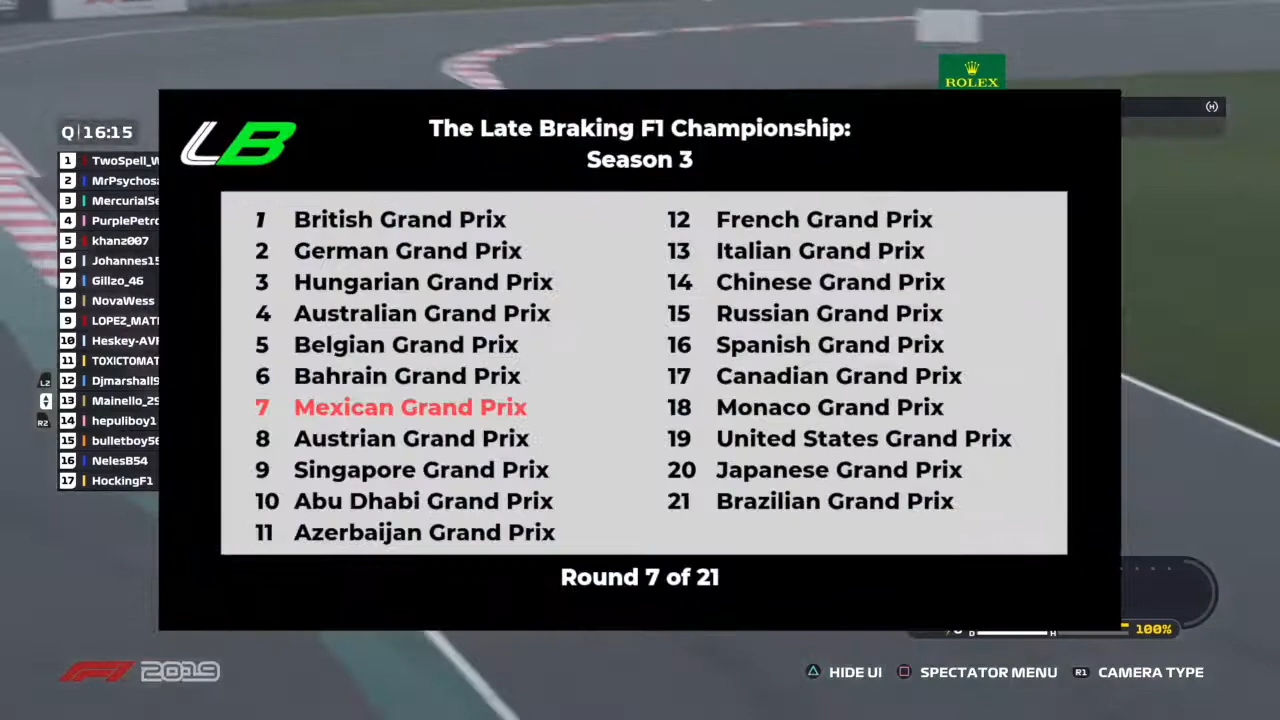 ROLEX
Q 16:15
LB
The Late Braking F1 Championship:
Season 3
1 TwoSpell_W
2 MrPsychos
3 MercurialSe
4 PurplePetro
5 khanz007
6 Johannes15
7 Gillzo_46
8 NovaWess
9 LOPEZ_MAT
10 Heskey-AVF
11 TOXICTOMAT
12 Djmarshall9
13 Mainello_29
14 hepuliboy1
15 bulletboy56
16 NelesB54
17 HockingF1
L2
R2
1 British Grand Prix
2 German Grand Prix
3 Hungarian Grand Prix
4 Australian Grand Prix
5 Belgian Grand Prix
6 Bahrain Grand Prix
7 Mexican Grand Prix
8 Austrian Grand Prix
9 Singapore Grand Prix
10 Abu Dhabi Grand Prix
11 Azerbaijan Grand Prix
12 French Grand Prix
13 Italian Grand Prix
14 Chinese Grand Prix
15 Russian Grand Prix
16 Spanish Grand Prix
17 Canadian Grand Prix
18 Monaco Grand Prix
19 United States Grand Prix
20 Japanese Grand Prix
21 Brazilian Grand Prix
Round 7 of 21
D H 100%
F1 2019
HIDE UI SPECTATOR MENU R1 CAMERA TYPE